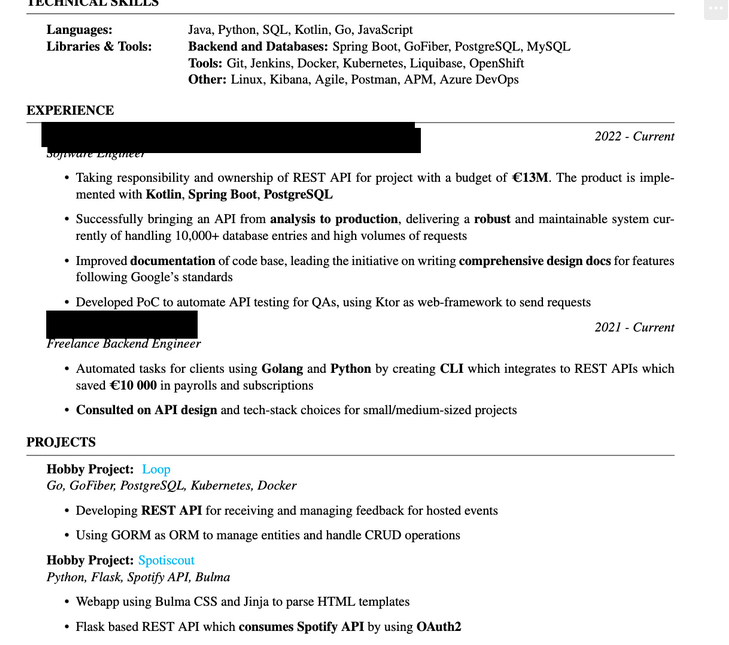 TECHNICAL SKILLS
Languages: Java, Python, SQL, Kotlin, Go, JavaScript
Libraries & Tools: Backend and Databases: Spring Boot, GoFiber, PostgreSQL, MySQL
Tools: Git, Jenkins, Docker, Kubernetes, Liquibase, OpenShift
Other: Linux, Kibana, Agile, Postman, APM, Azure DevOps
EXPERIENCE
2022 - Current
Software Engineer
• Taking responsibility and ownership of REST API for project with a budget of €13M. The product is imple-
mented with Kotlin, Spring Boot, PostgreSQL
• Successfully bringing an API from analysis to production, delivering a robust and maintainable system cur-
rently of handling 10,000+ database entries and high volumes of requests
• Improved documentation of code base, leading the initiative on writing comprehensive design docs for features
following Google's standards
• Developed PoC to automate API testing for QAs, using Ktor as web-framework to send requests
2021 - Current
Freelance Backend Engineer
• Automated tasks for clients using Golang and Python by creating CLI which integrates to REST APIs which
saved €10 000 in payrolls and subscriptions
• Consulted on API design and tech-stack choices for small/medium-sized projects
PROJECTS
Hobby Project: Loop
Go, GoFiber, PostgreSQL, Kubernetes, Docker
• Developing REST API for receiving and managing feedback for hosted events
• Using GORM as ORM to manage entities and handle CRUD operations
Hobby Project: Spotiscout
Python, Flask, Spotify API, Bulma
• Webapp using Bulma CSS and Jinja to parse HTML templates
• Flask based REST API which consumes Spotify API by using OAuth2